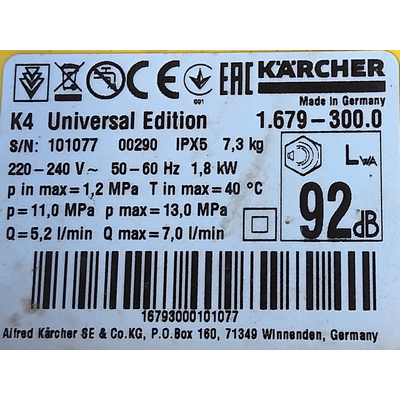 EAC KÄRCHER
001
Made in Germany
K4 Universal Edition 1.679-300.0
S/N: 101077 00290 IPX5 7,3 kg
220-240 V~ 50-60 Hz 1,8 kW
p in max=1,2 MPa T in max=40 °C
p=11,0 MPa p max=13,0 MPa
Q=5,2 l/min Q max=7,0 l/min
LWA
92dB
16793000101077
Alfred Kärcher SE & Co.KG, P.O.Box 160, 71349 Winnenden, Germany